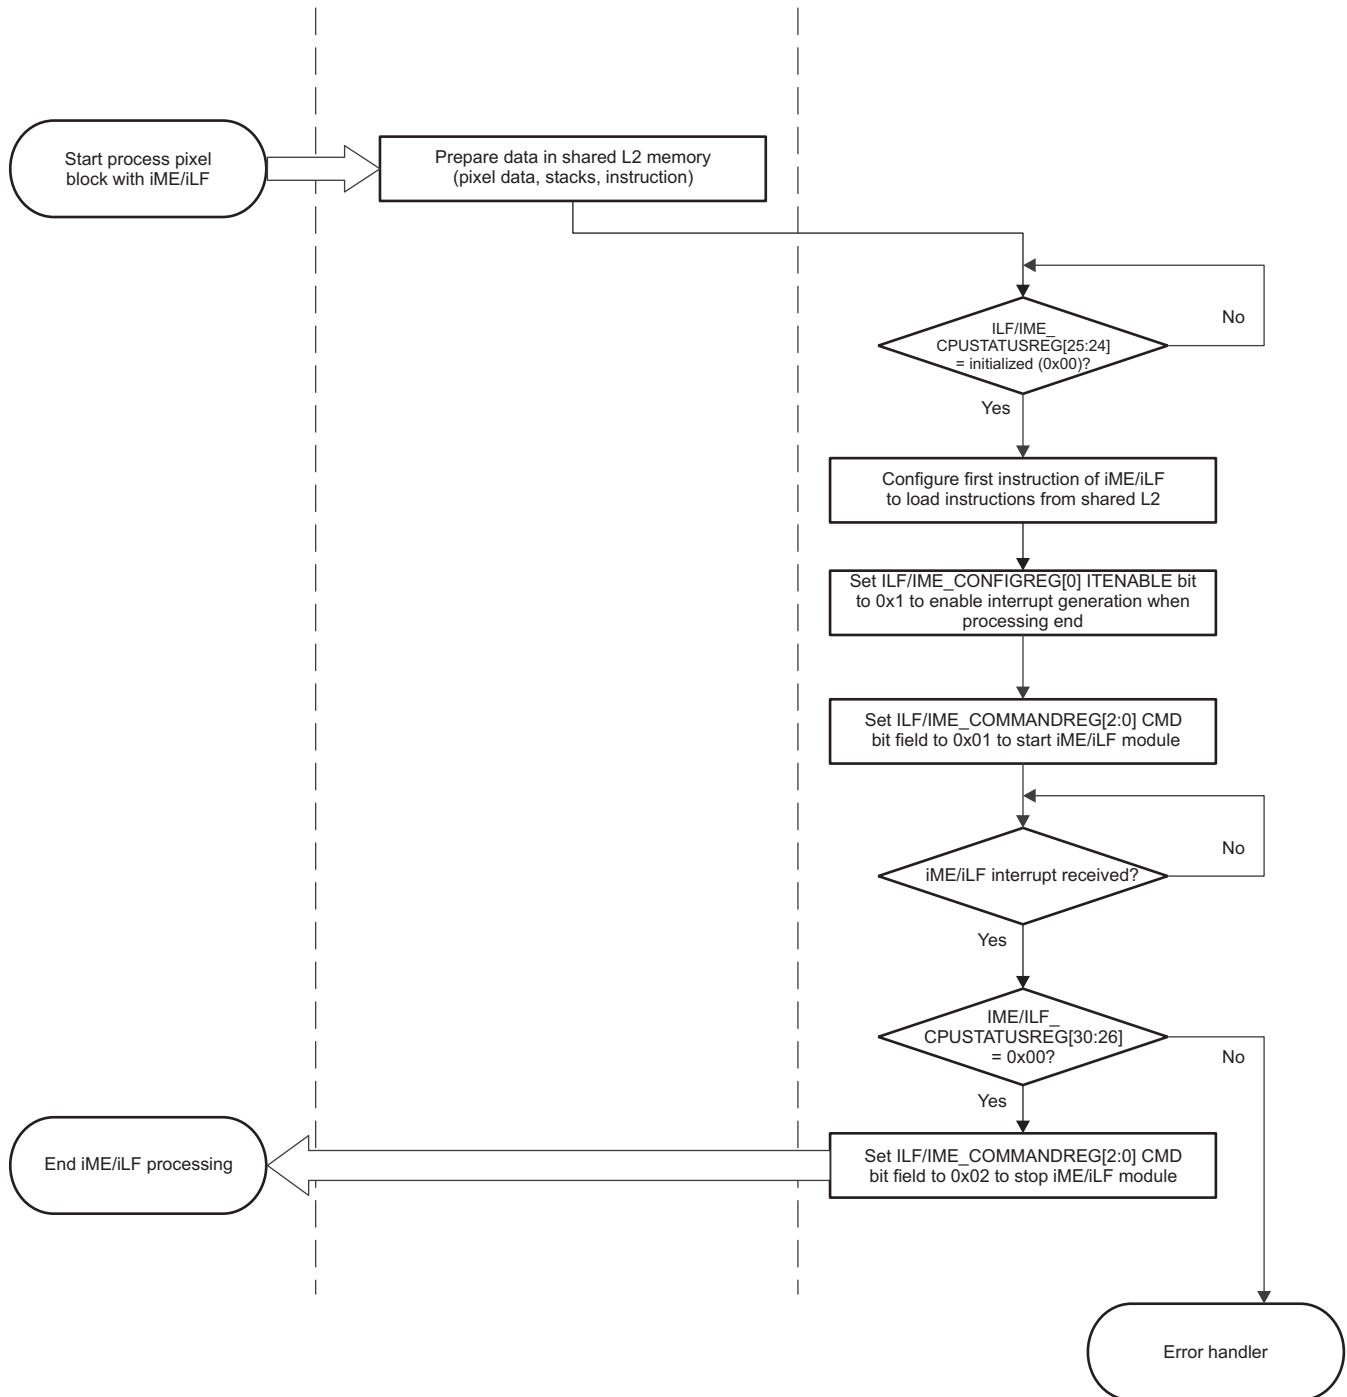 Start process pixel
block with iME/iLF
Prepare data in shared L2 memory
(pixel data, stacks, instruction)
ILF/IME_
CPUSTATUSREG[25:24]
= initialized (0x00)?
No
Yes
Configure first instruction of iME/iLF
to load instructions from shared L2
Set ILF/IME_CONFIGREG[0] ITENABLE bit
to 0x1 to enable interrupt generation when
processing end
Set ILF/IME_COMMANDREG[2:0] CMD
bit field to 0x01 to start iME/iLF module
iME/iLF interrupt received?
No
Yes
IME/ILF_
CPUSTATUSREG[30:26]
= 0x00?
No
Yes
Set ILF/IME_COMMANDREG[2:0] CMD
bit field to 0x02 to stop iME/iLF module
End iME/iLF processing
Error handler